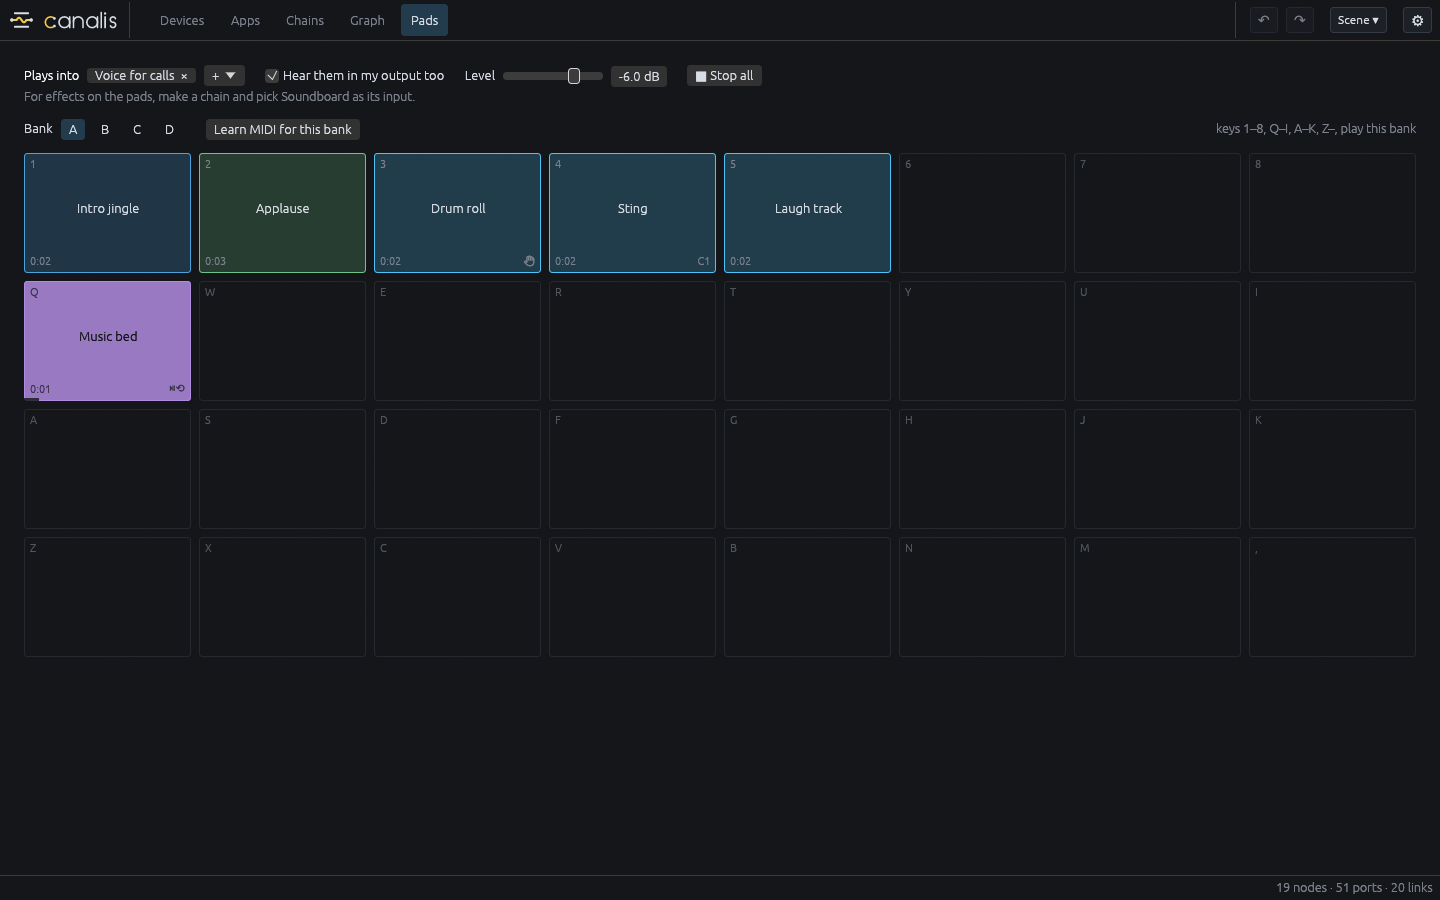 canalis Devices Apps Chains Graph Pads Scene ▾
Plays into Voice for calls × + ▼ Hear them in my output too Level -6.0 dB Stop all
For effects on the pads, make a chain and pick Soundboard as its input.
Bank A B C D Learn MIDI for this bank keys 1–8, Q–I, A–K, Z–, play this bank
1 2 3 4 5 6 7 8
Intro jingle Applause Drum roll Sting Laugh track
0:02 0:03 0:02 0:02 C1 0:02
Q W E R T Y U I
Music bed
0:01
A S D F G H J K
Z X C V B N M ,
19 nodes · 51 ports · 20 links